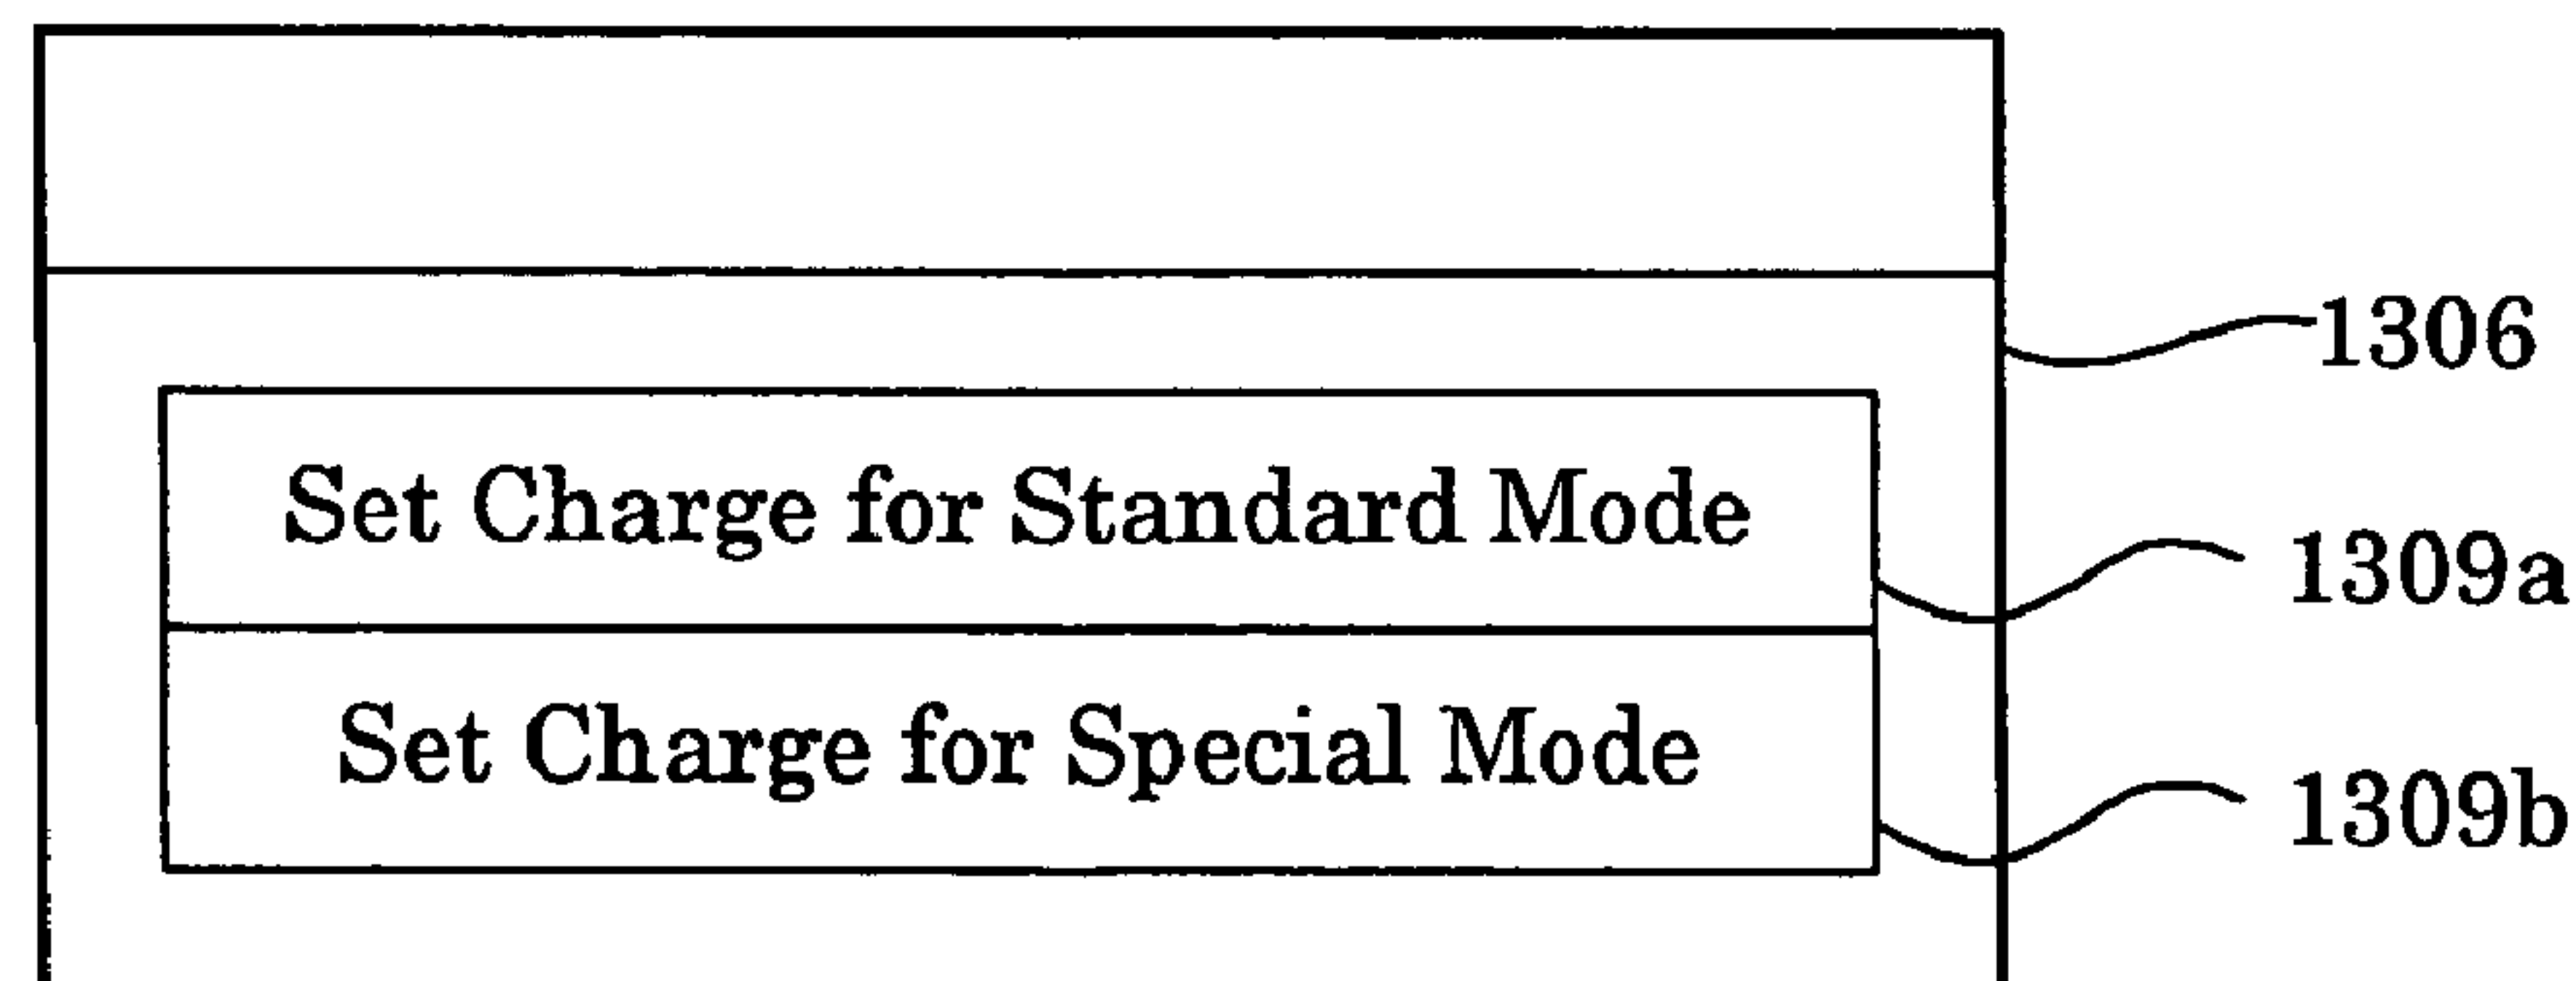 1306
Set Charge for Standard Mode
1309a
Set Charge for Special Mode
1309b